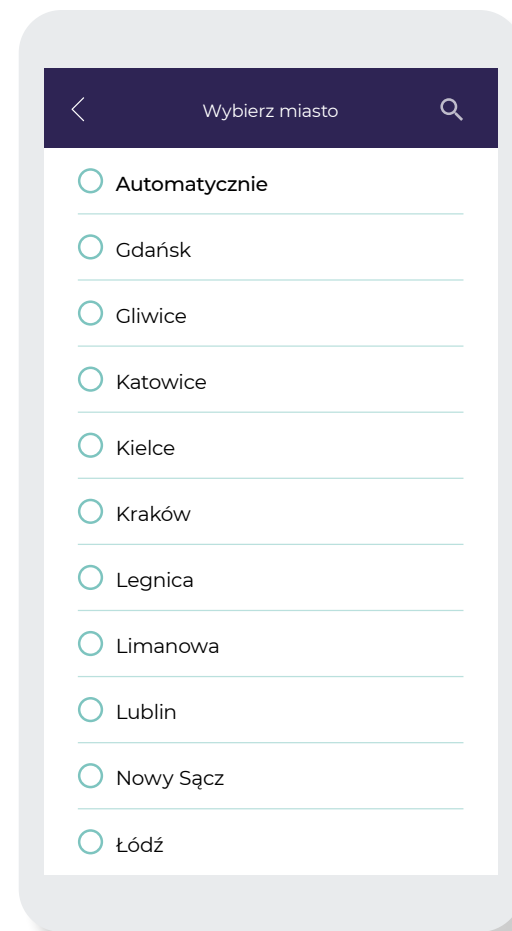 Wybierz miasto
Automatycznie
Gdańsk
Gliwice
Katowice
Kielce
Kraków
Legnica
Limanowa
Lublin
Nowy Sącz
Łódź